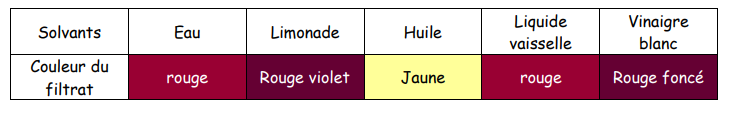 Solvants Eau Limonade Huile Liquide vaisselle Vinaigre blanc
Couleur du filtrat rouge Rouge violet Jaune rouge Rouge foncé